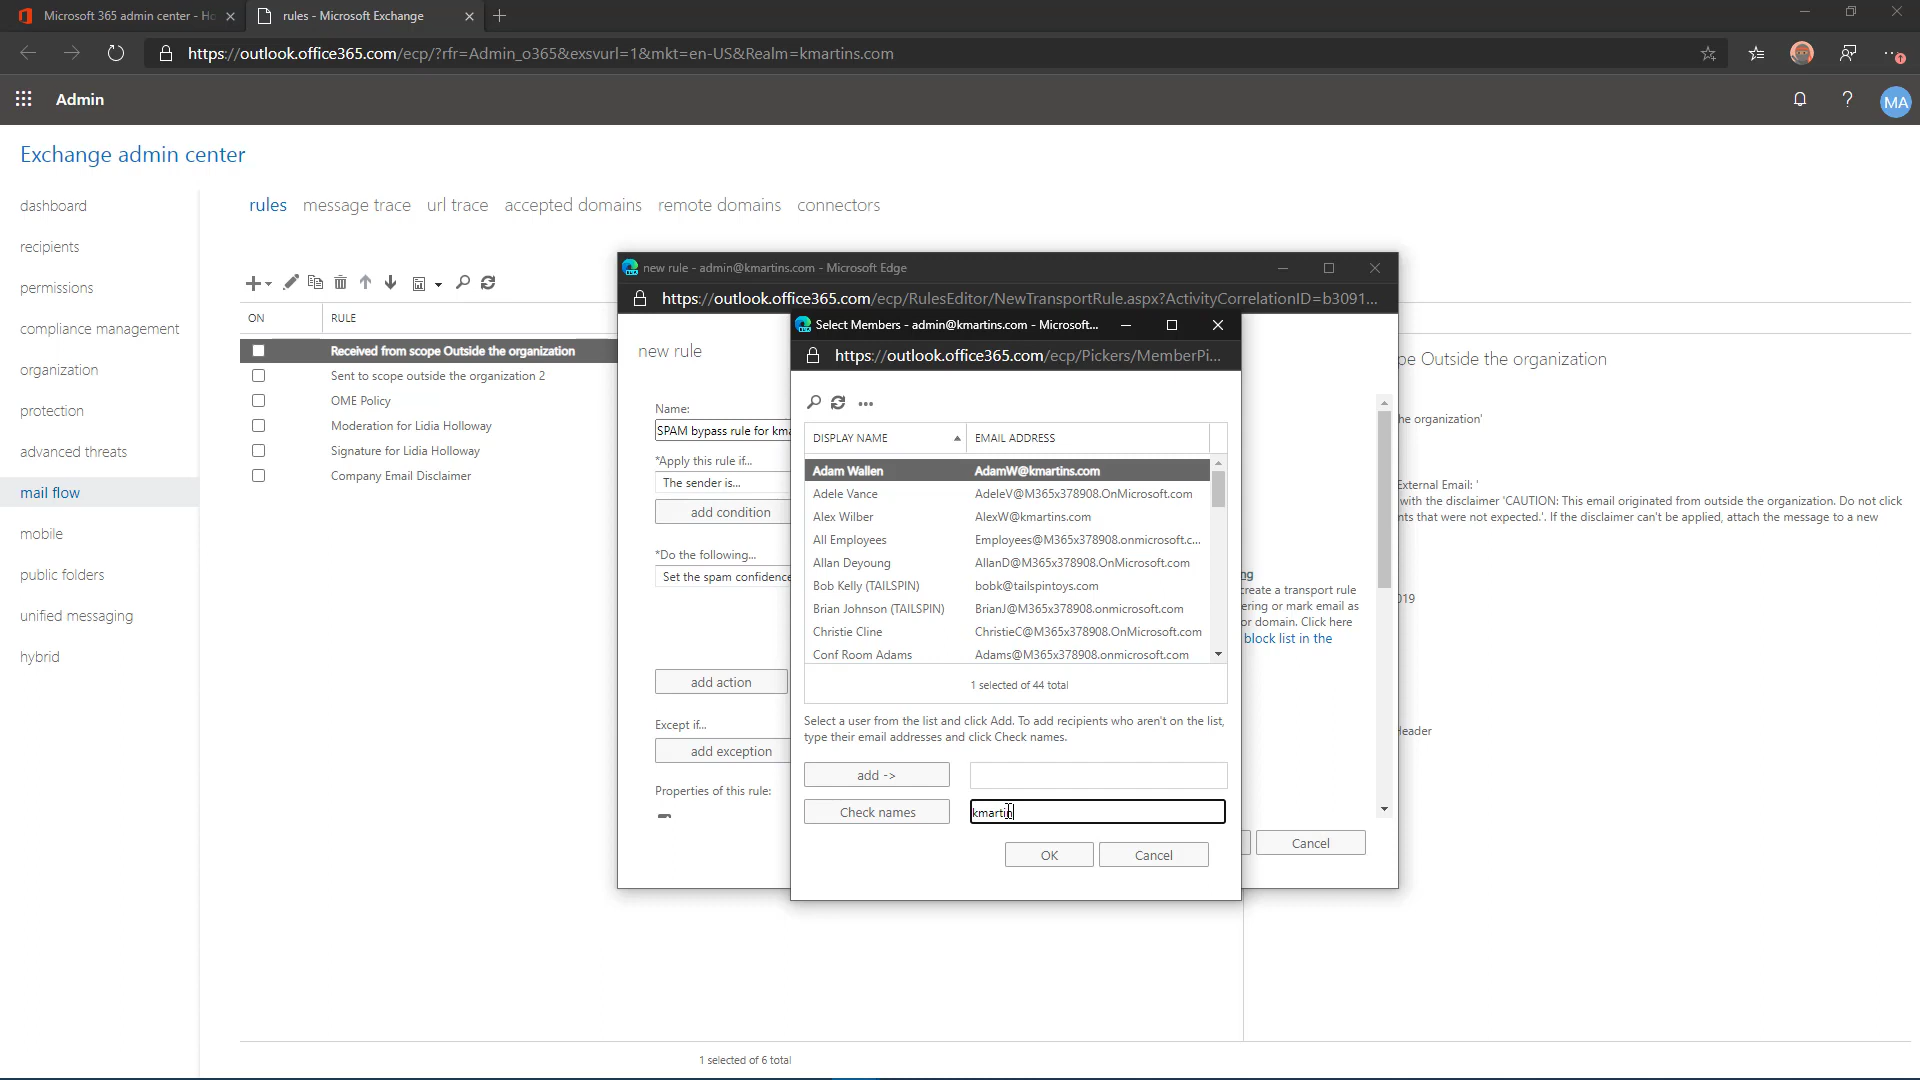 Microsoft 365 admin center - Ho
rules - Microsoft Exchange
https://outlook.office365.com/ecp/?rfr=Admin_o365&exsvurl=1&mkt=en-US&Realm=kmartins.com
Admin
MA
Exchange admin center
dashboard
recipients
permissions
compliance management
organization
protection
advanced threats
mail flow
mobile
public folders
unified messaging
hybrid
rules message trace url trace accepted domains remote domains connectors
ON RULE
Received from scope Outside the organization
Sent to scope outside the organization 2
OME Policy
Moderation for Lidia Holloway
Signature for Lidia Holloway
Company Email Disclaimer
1 selected of 6 total
new rule - admin@kmartins.com - Microsoft Edge
https://outlook.office365.com/ecp/RulesEditor/NewTransportRule.aspx?ActivityCorrelationID=b3091...
new rule
Name:
SPAM bypass rule for kma
*Apply this rule if...
The sender is...
add condition
*Do the following...
Set the spam confidence
add action
Except if...
add exception
Properties of this rule:
Cancel
Select Members - admin@kmartins.com - Microsoft...
https://outlook.office365.com/ecp/Pickers/MemberPi...
DISPLAY NAME EMAIL ADDRESS
Adam Wallen AdamW@kmartins.com
Adele Vance AdeleV@M365x378908.OnMicrosoft.com
Alex Wilber AlexW@kmartins.com
All Employees Employees@M365x378908.onmicrosoft.c...
Allan Deyoung AllanD@M365x378908.OnMicrosoft.com
Bob Kelly (TAILSPIN) bobk@tailspintoys.com
Brian Johnson (TAILSPIN) BrianJ@M365x378908.onmicrosoft.com
Christie Cline ChristieC@M365x378908.OnMicrosoft.com
Conf Room Adams Adams@M365x378908.onmicrosoft.com
1 selected of 44 total
Select a user from the list and click Add. To add recipients who aren't on the list,
type their email addresses and click Check names.
add ->
Check names
kmartin
OK
Cancel
ng
create a transport rule
ering or mark email as
or domain. Click here
block list in the
pe Outside the organization
he organization'
External Email: '
with the disclaimer 'CAUTION: This email originated from outside the organization. Do not click
nts that were not expected.'. If the disclaimer can't be applied, attach the message to a new
019
Header